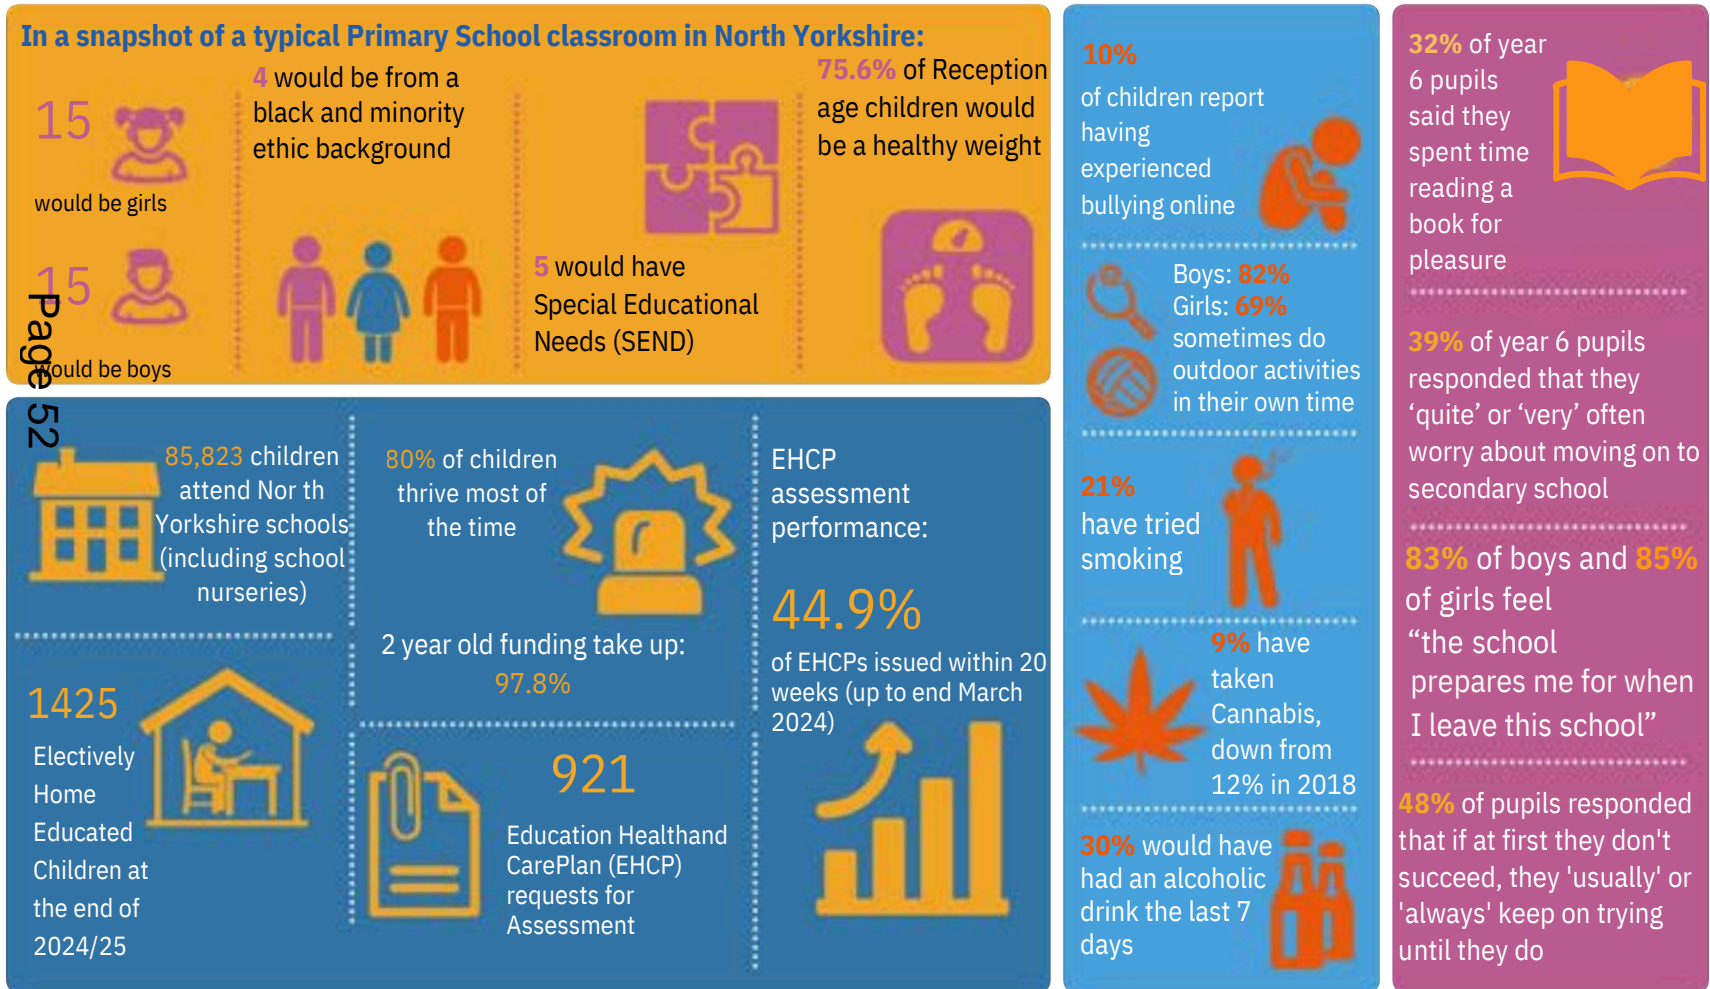 In a snapshot of a typical Primary School classroom in North Yorkshire:
15
would be girls
15
would be boys
4 would be from a
black and minority
ethic background
5 would have
Special Educational
Needs (SEND)
75.6% of Reception
age children would
be a healthy weight
Page 52
85,823 children
attend Nor th
Yorkshire schools
(including school
nurseries)
1425
Electively
Home
Educated
Children at
the end of
2024/25
80% of children
thrive most of
the time
2 year old funding take up:
97.8%
921
Education Healthand
CarePlan (EHCP)
requests for
Assessment
EHCP
assessment
performance:
44.9%
of EHCPs issued within 20
weeks (up to end March
2024)
10%
of children report
having
experienced
bullying online
Boys: 82%
Girls: 69%
sometimes do
outdoor activities
in their own time
21%
have tried
smoking
9% have
taken
Cannabis,
down from
12% in 2018
30% would have
had an alcoholic
drink the last 7
days
32% of year
6 pupils
said they
spent time
reading a
book for
pleasure
39% of year 6 pupils
responded that they
‘quite’ or ‘very’ often
worry about moving on to
secondary school
83% of boys and 85%
of girls feel
“the school
prepares me for when
I leave this school”
48% of pupils responded
that if at first they don't
succeed, they 'usually' or
'always' keep on trying
until they do